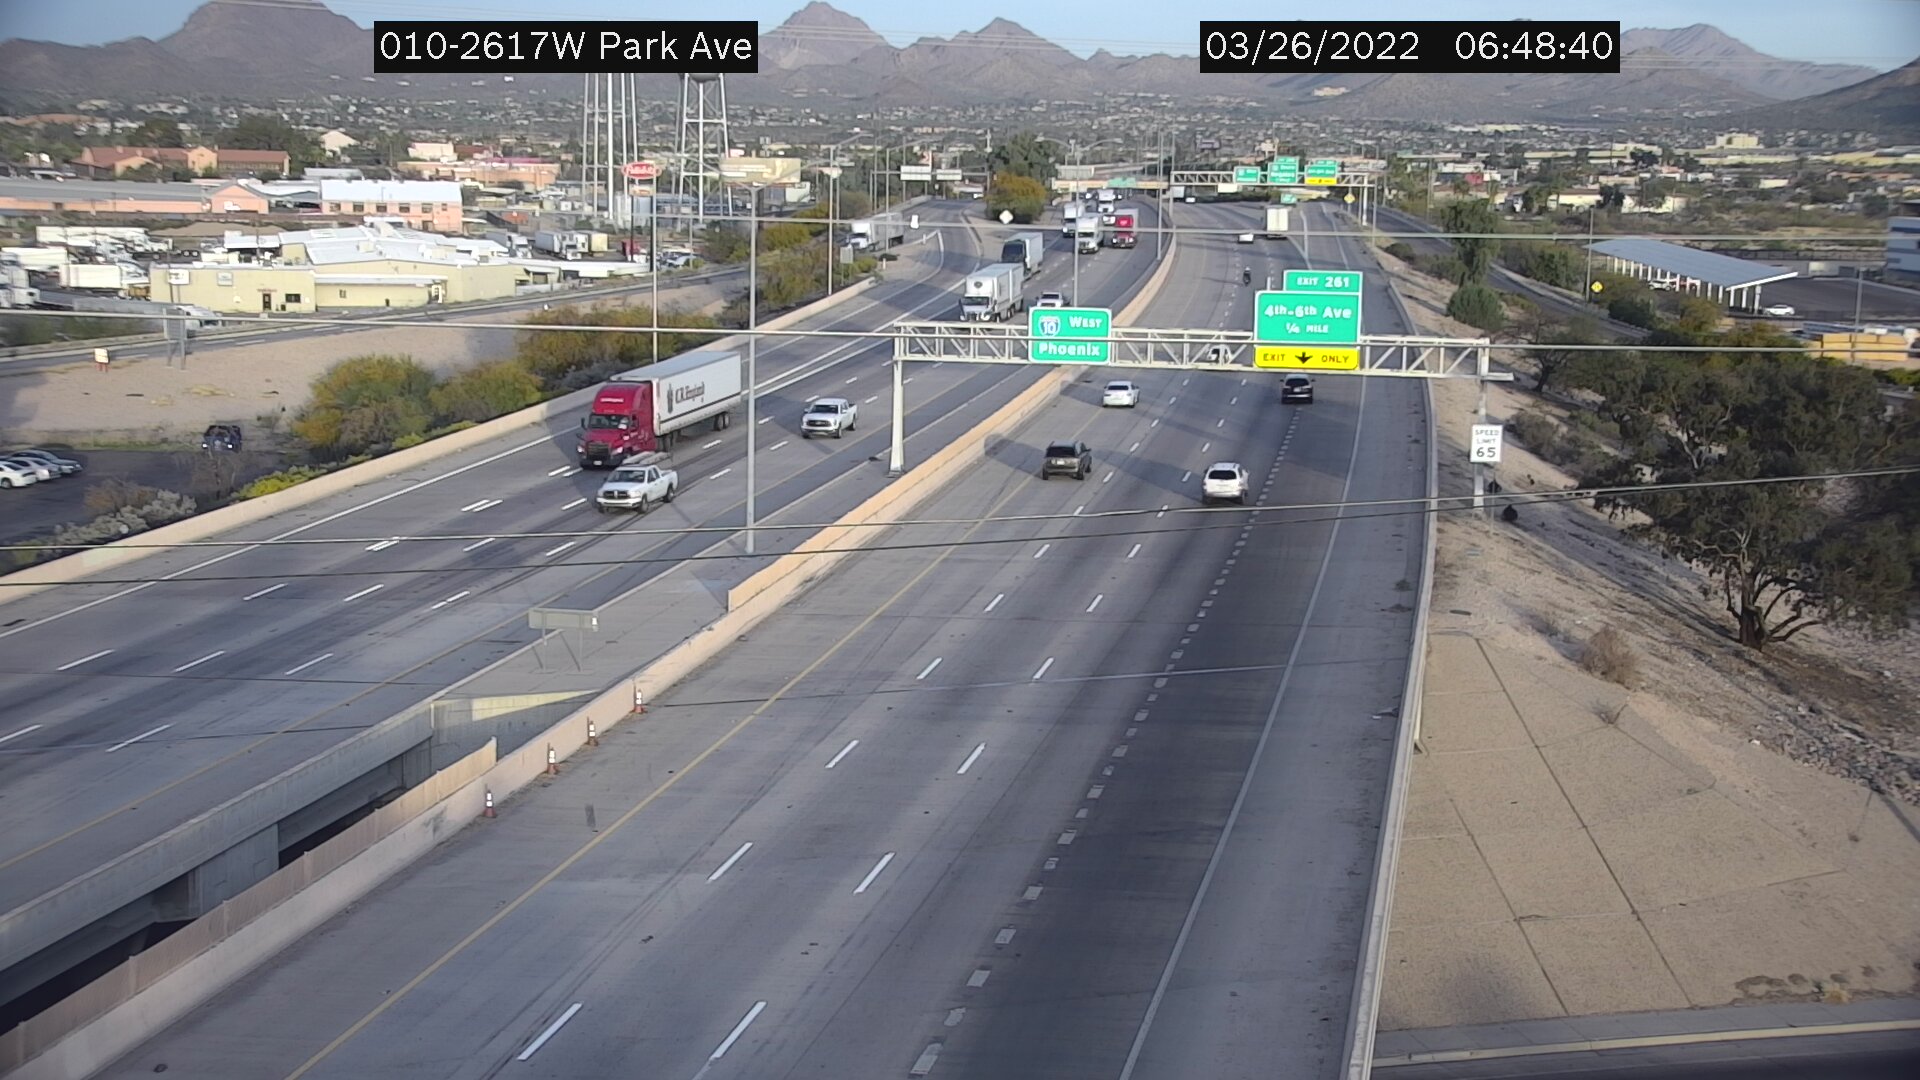 010-2617W Park Ave
03/26/2022 06:48:40
EXIT 261
4th-6th Ave
1/4 MILE
EXIT ONLY
10 WEST
Phoenix
SPEED
LIMIT
65